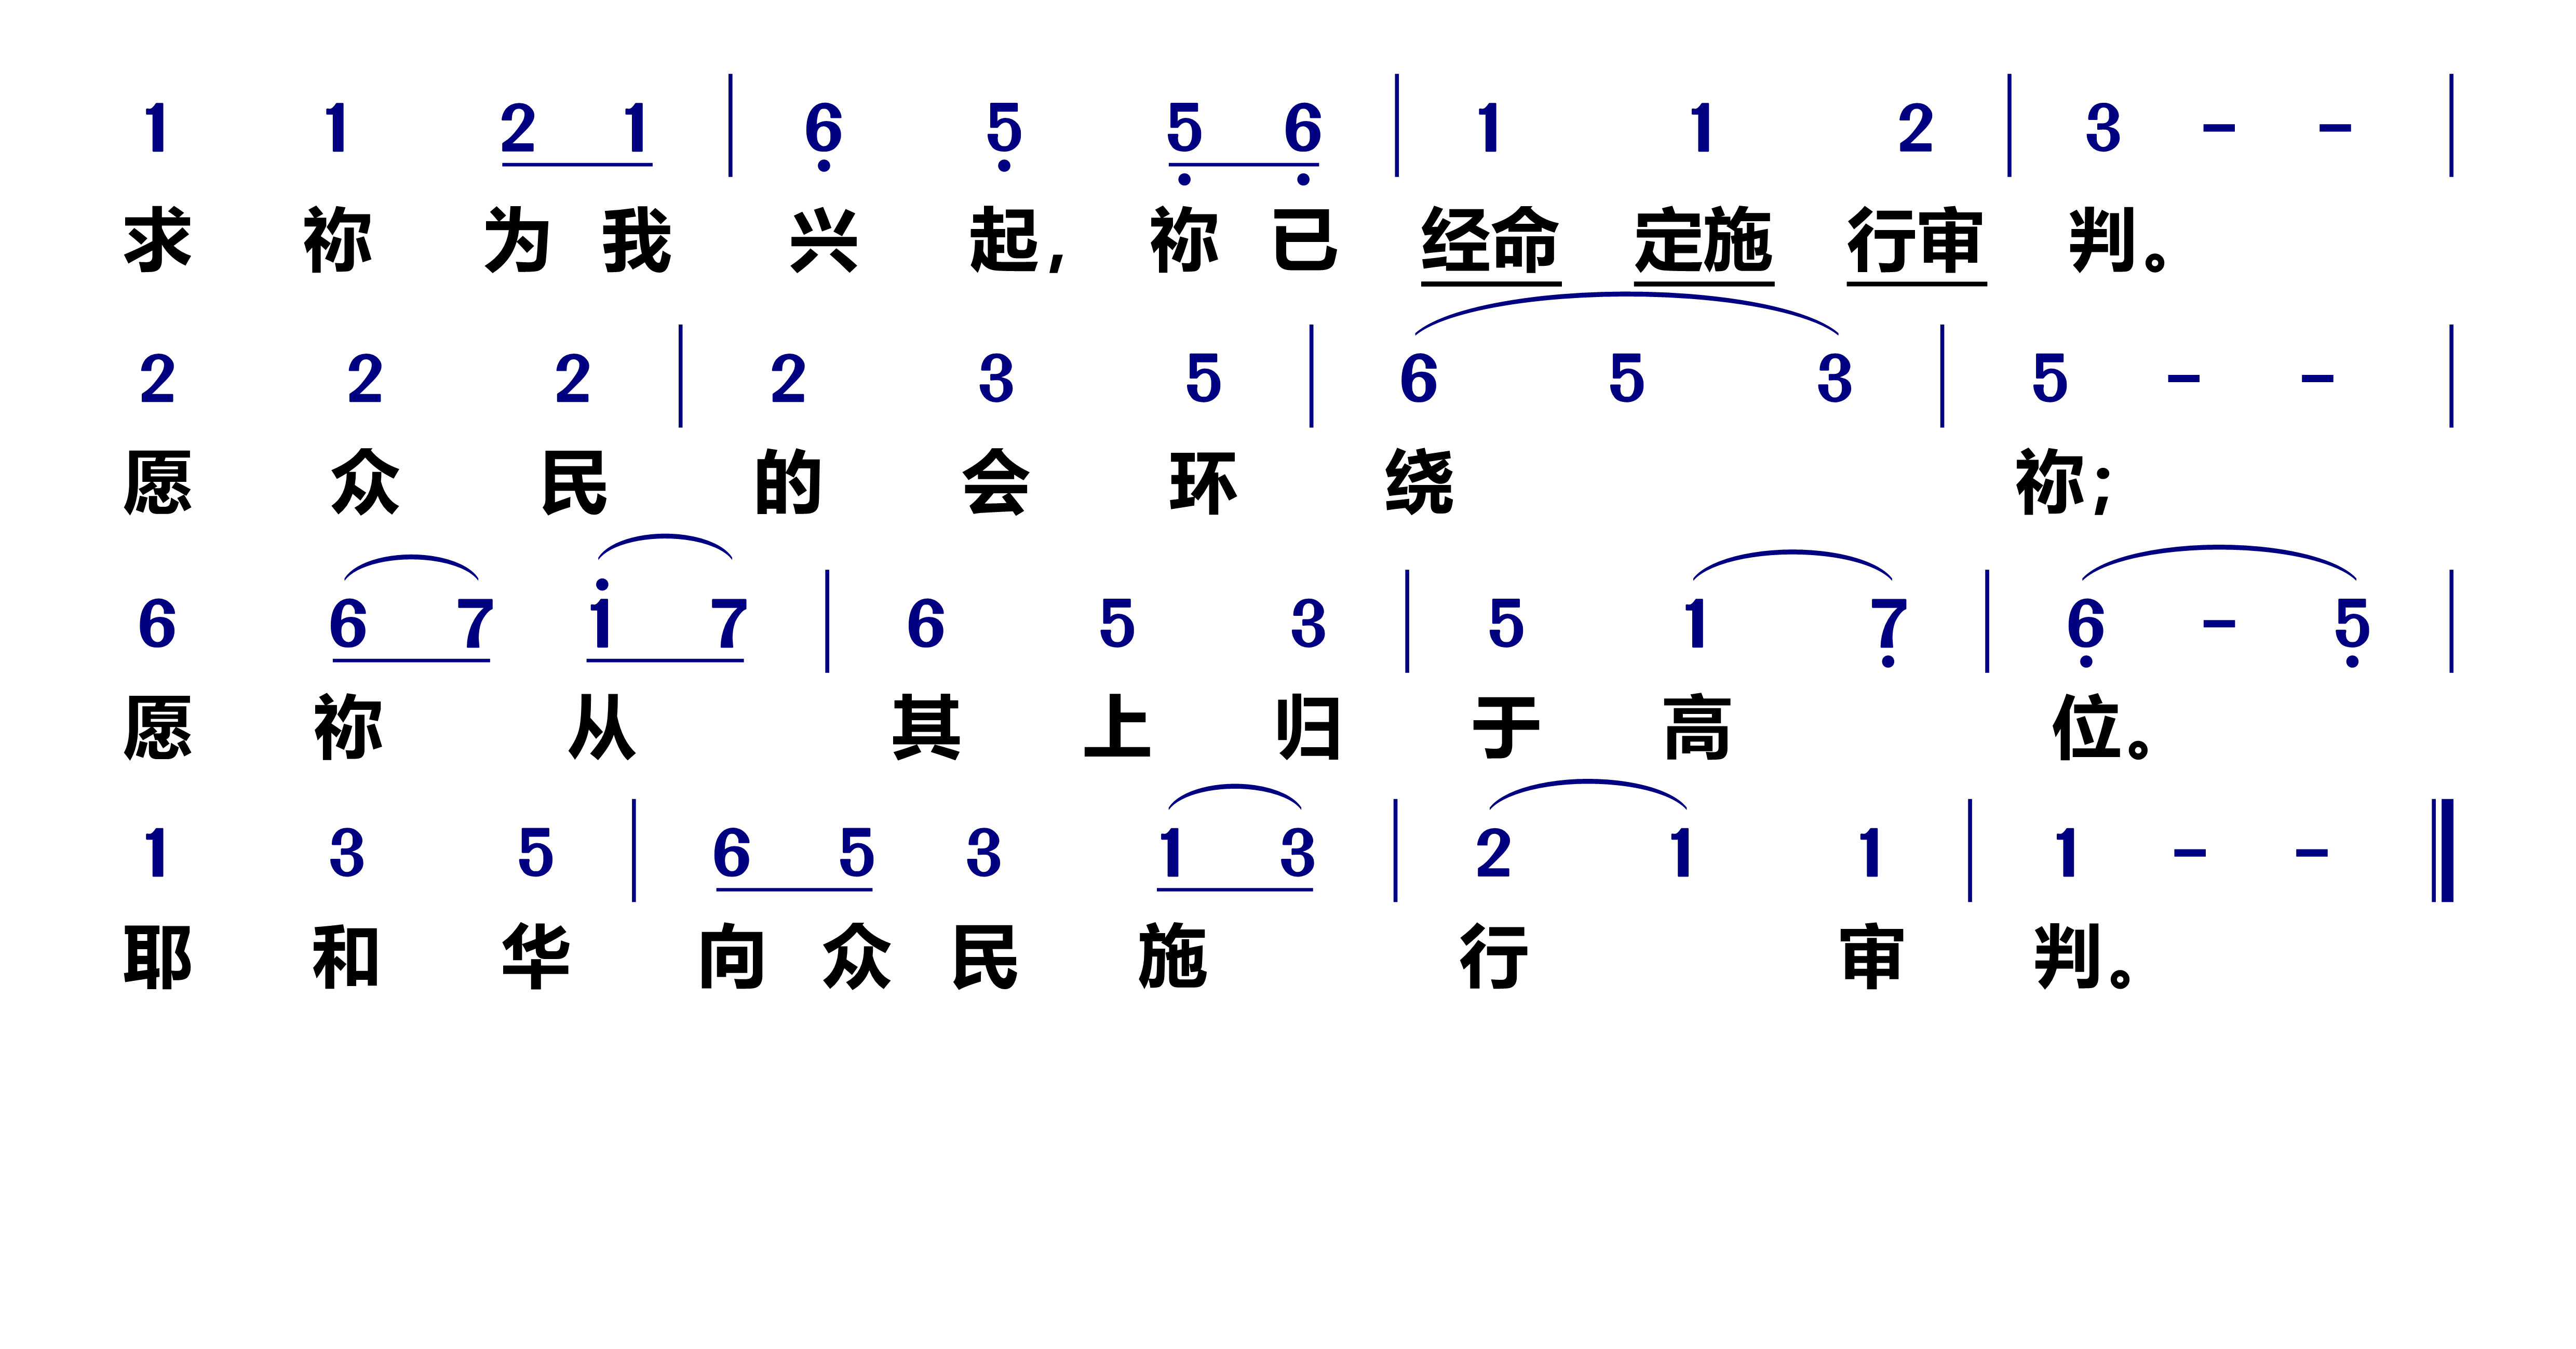 1 1 2 1 | 6̣ 5̣ 5̣ 6̣ | 1 1 2 | 3 - - |
求 祢 为 我 兴 起, 祢 已 经命 定施 行审 判。
2 2 2 | 2 3 5 | 6 5 3 | 5 - - |
愿 众 民 的 会 环 绕 祢;
6 6 7 1̇ 7 | 6 5 3 | 5 1 7̣ | 6̣ - 5̣ |
愿 祢 从 其 上 归 于 高 位。
1 3 5 | 6 5 3 1 3 | 2 1 1 | 1 - - ‖
耶 和 华 向 众 民 施 行 审 判。